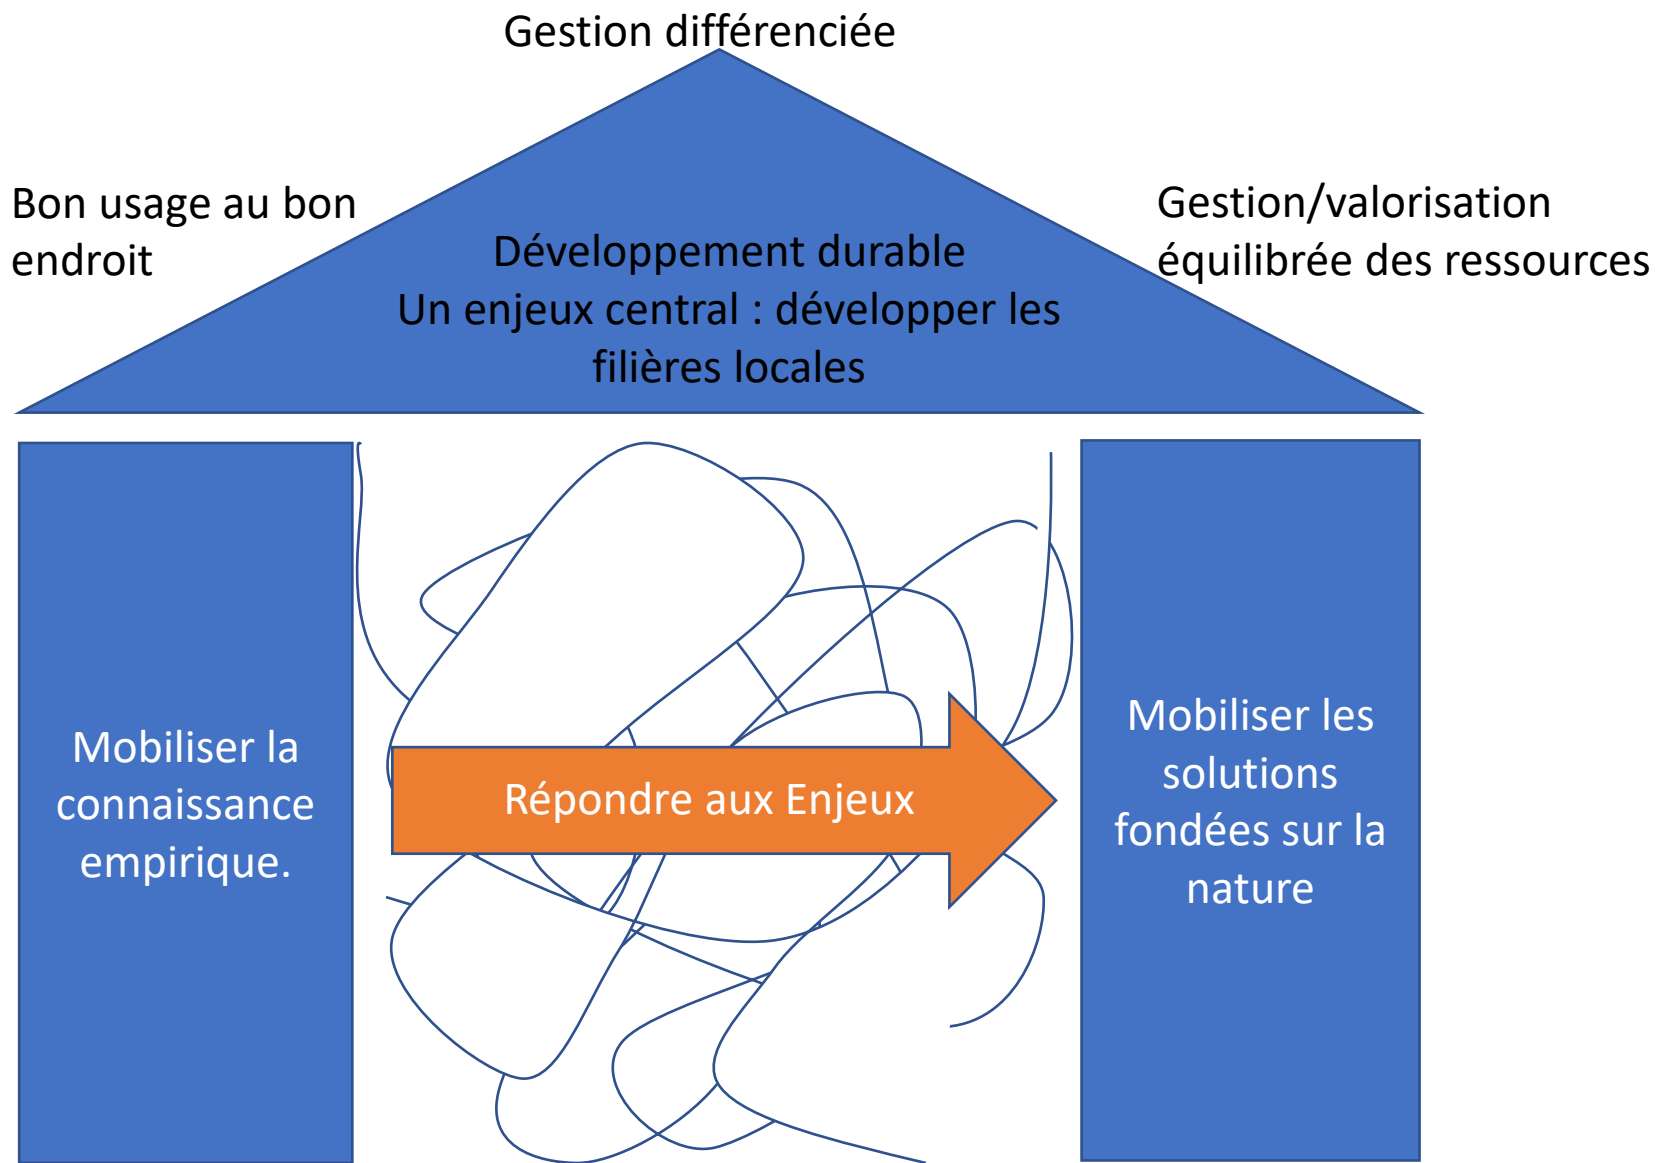 Gestion différenciée
Bon usage au bon
endroit
Gestion/valorisation
équilibrée des ressources
Développement durable
Un enjeux central : développer les
filières locales
Mobiliser la
connaissance
empirique.
Répondre aux Enjeux
Mobiliser les
solutions
fondées sur la
nature